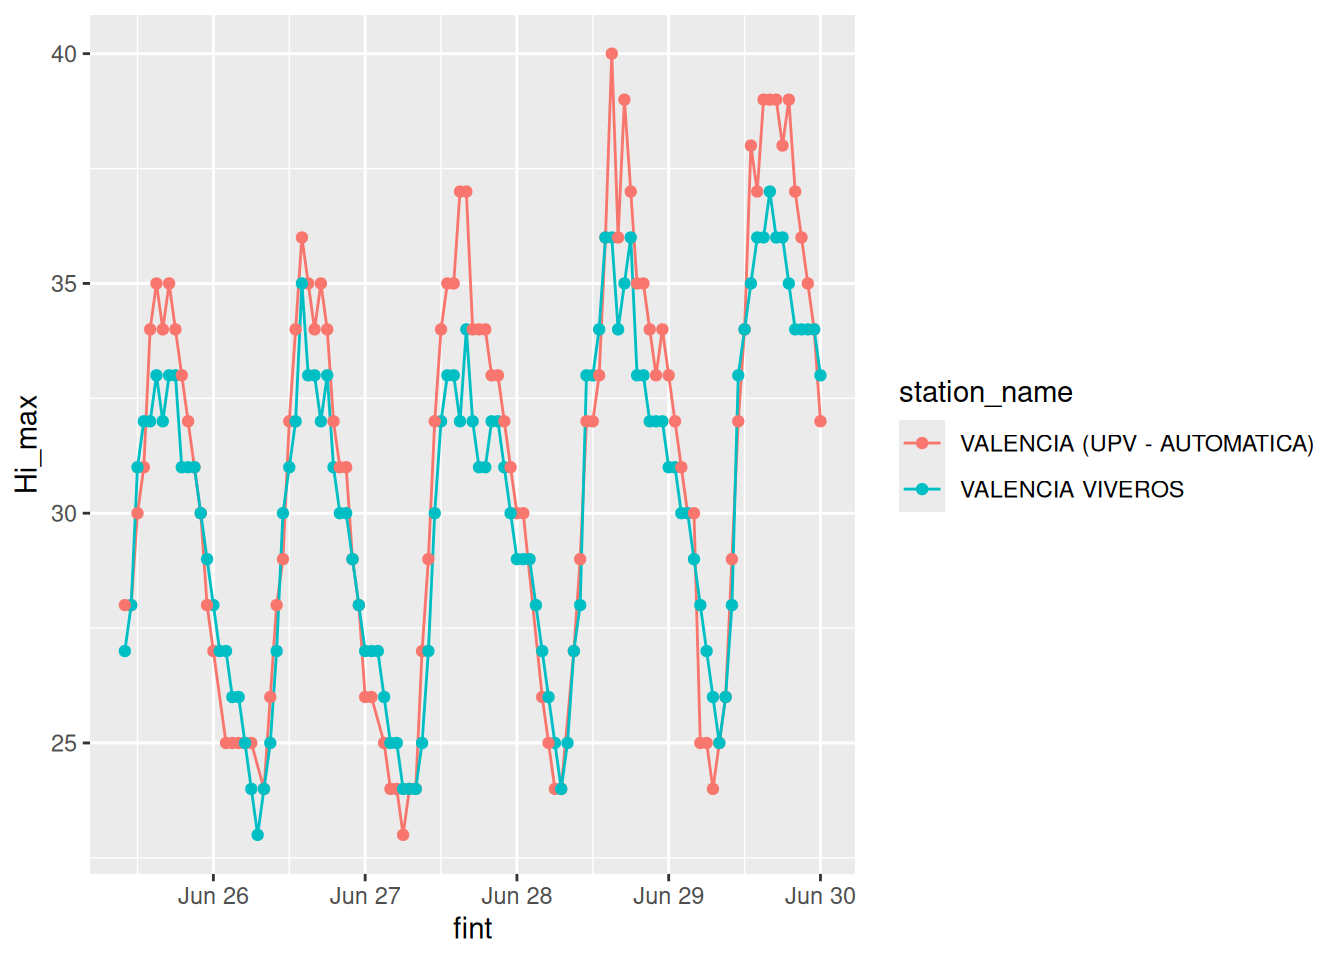 40
35
30
25
Hi_max
Jun 26
Jun 27
Jun 28
Jun 29
Jun 30
fint
station_name
VALENCIA (UPV - AUTOMATICA)
VALENCIA VIVEROS